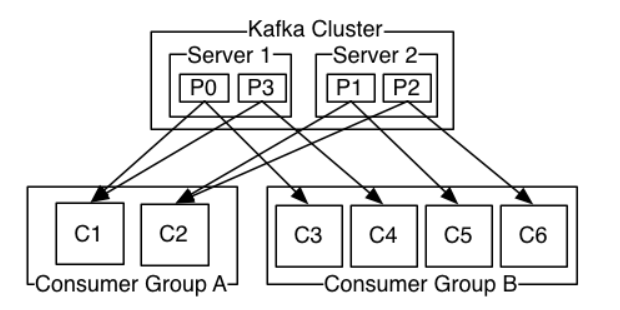 Kafka Cluster
Server 1 Server 2
P0 P3 P1 P2
C1 C2 C3 C4 C5 C6
Consumer Group A Consumer Group B